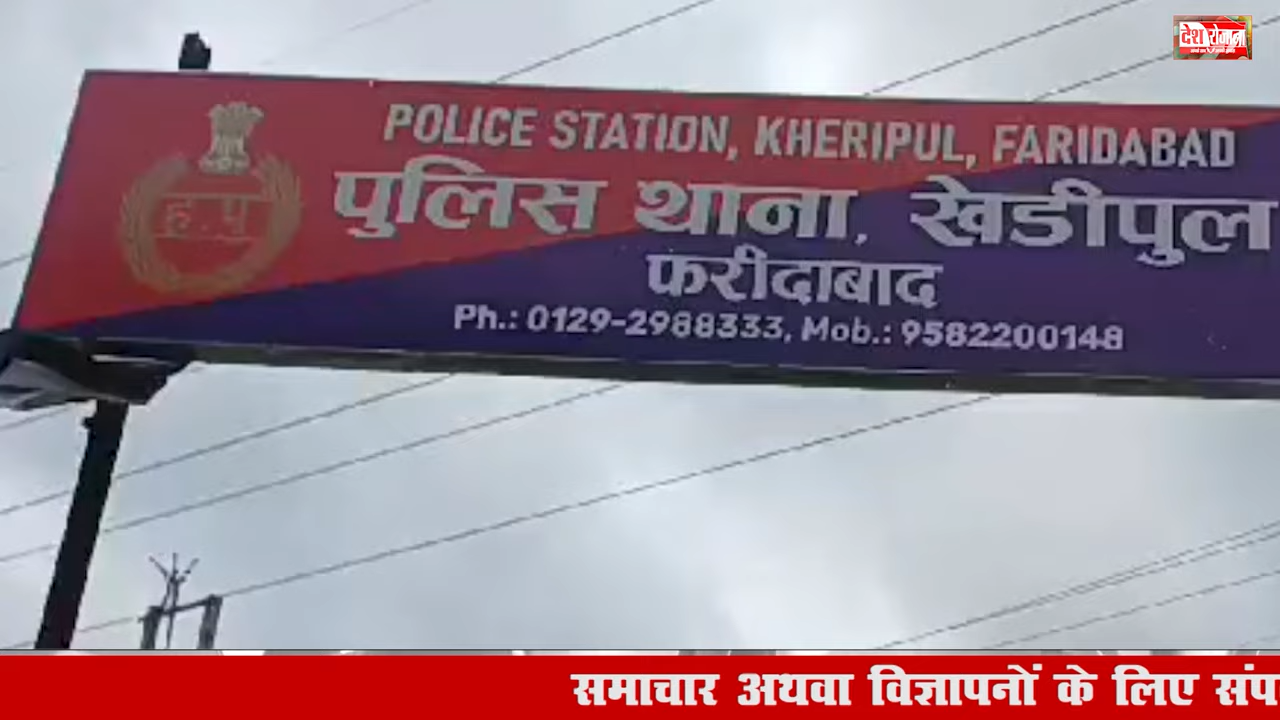 देश रोजाना
POLICE STATION, KHERIPUL, FARIDABAD
ह.पु
पुलिस थाना, खेडीपुल
फरीदाबाद
Ph.: 0129-2988333, Mob.: 9582200148
समाचार अथवा विज्ञापनों के लिए संप